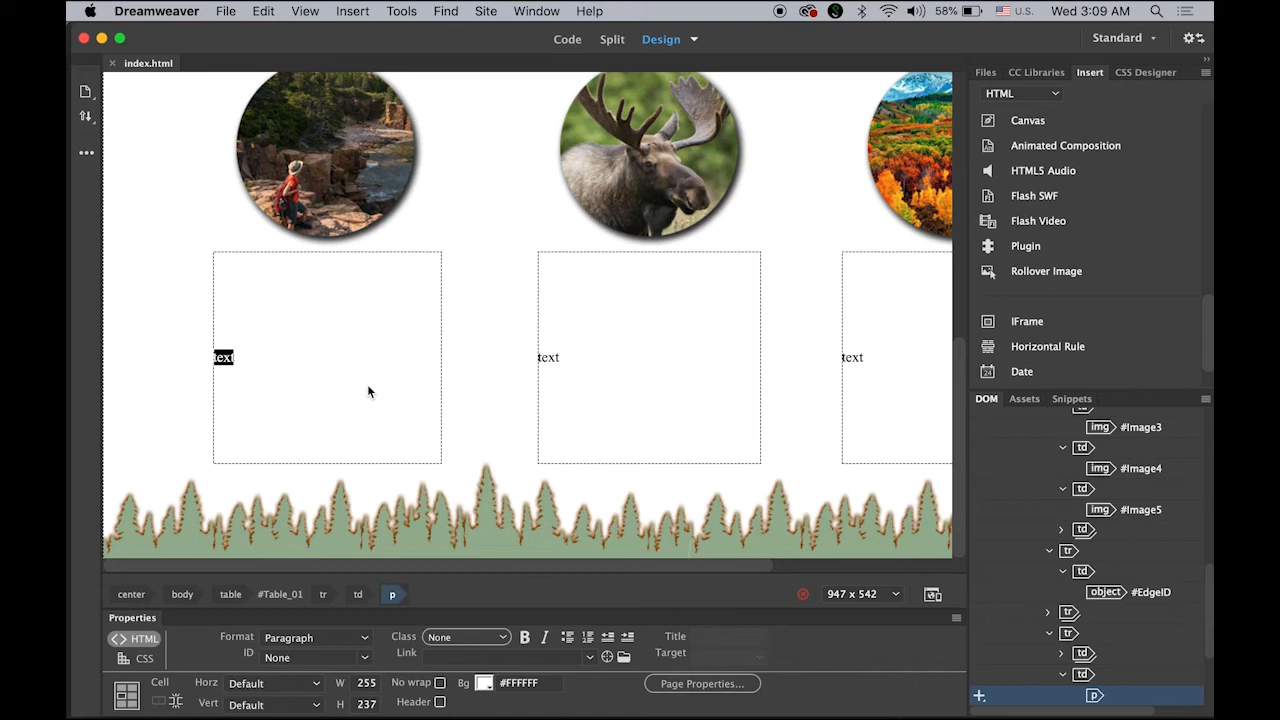 Dreamweaver File Edit View Insert Tools Find Site Window Help 58% U.S. Wed 3:09 AM
Code Split Design Standard
index.html
Files CC Libraries Insert CSS Designer
HTML
Canvas
Animated Composition
HTML5 Audio
Flash SWF
Flash Video
Plugin
Rollover Image
IFrame
Horizontal Rule
Date
text text text
DOM Assets Snippets
td
img #Image3
td
img #Image4
td
img #Image5
td
tr
td
object #EdgeID
tr
tr
td
td
p
center body table #Table_01 tr td p 947 x 542
Properties
<> HTML Format Paragraph Class None B I Title
CSS ID None Link Target
Cell Horz Default W 255 No wrap Bg #FFFFFF Page Properties...
Vert Default H 237 Header